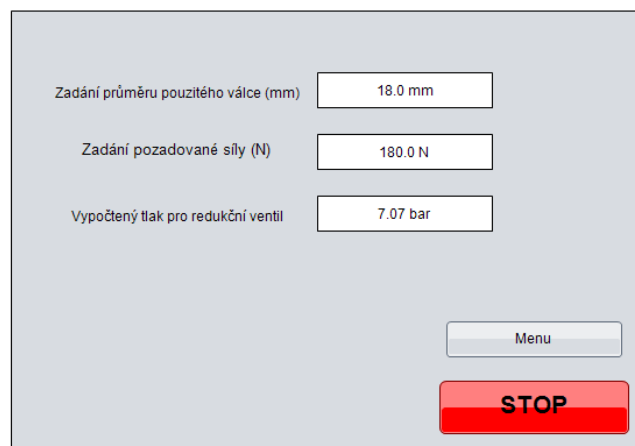 Zadání průměru pouzitého válce (mm)
18.0 mm
Zadání pozadované síly (N)
180.0 N
Vypočtený tlak pro redukční ventil
7.07 bar
Menu
STOP